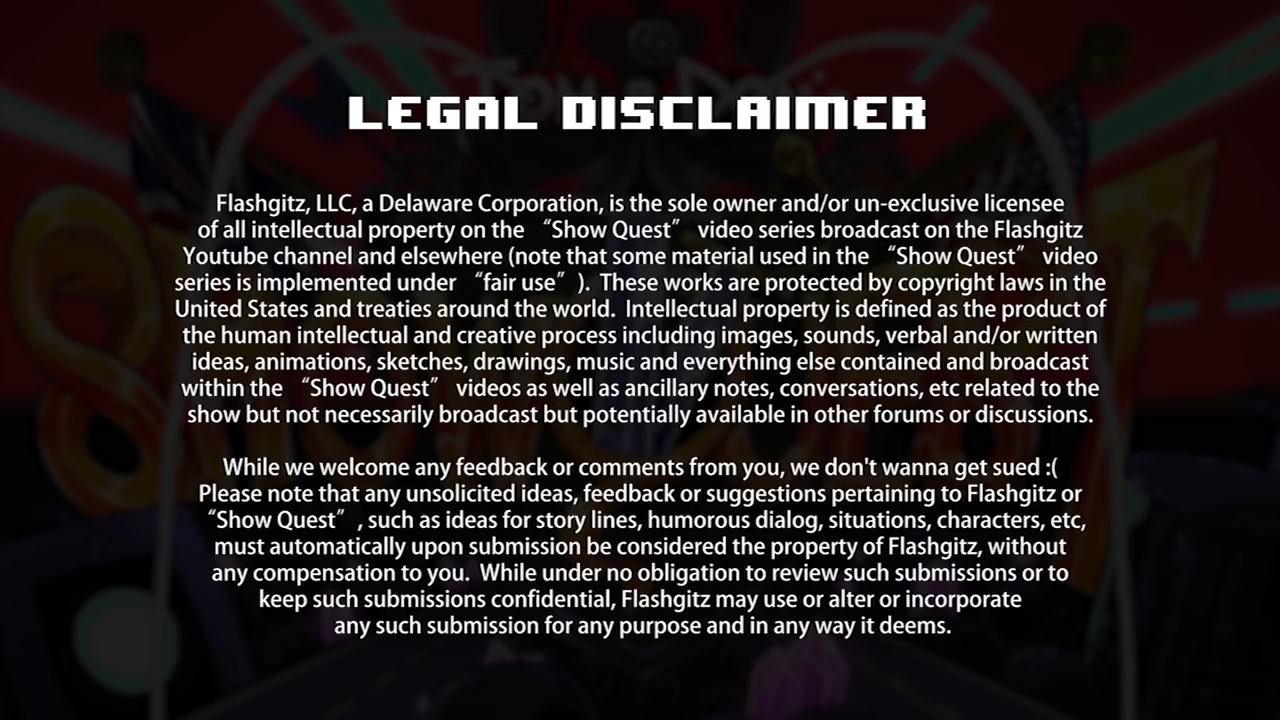 LEGAL DISCLAIMER
Flashgitz, LLC, a Delaware Corporation, is the sole owner and/or un-exclusive licensee
of all intellectual property on the “Show Quest” video series broadcast on the Flashgitz
Youtube channel and elsewhere (note that some material used in the “Show Quest” video
series is implemented under “fair use” ). These works are protected by copyright laws in the
United States and treaties around the world. Intellectual property is defined as the product of
the human intellectual and creative process including images, sounds, verbal and/or written
ideas, animations, sketches, drawings, music and everything else contained and broadcast
within the “Show Quest” videos as well as ancillary notes, conversations, etc related to the
show but not necessarily broadcast but potentially available in other forums or discussions.
While we welcome any feedback or comments from you, we don't wanna get sued :(
Please note that any unsolicited ideas, feedback or suggestions pertaining to Flashgitz or
“Show Quest” , such as ideas for story lines, humorous dialog, situations, characters, etc,
must automatically upon submission be considered the property of Flashgitz, without
any compensation to you. While under no obligation to review such submissions or to
keep such submissions confidential, Flashgitz may use or alter or incorporate
any such submission for any purpose and in any way it deems.